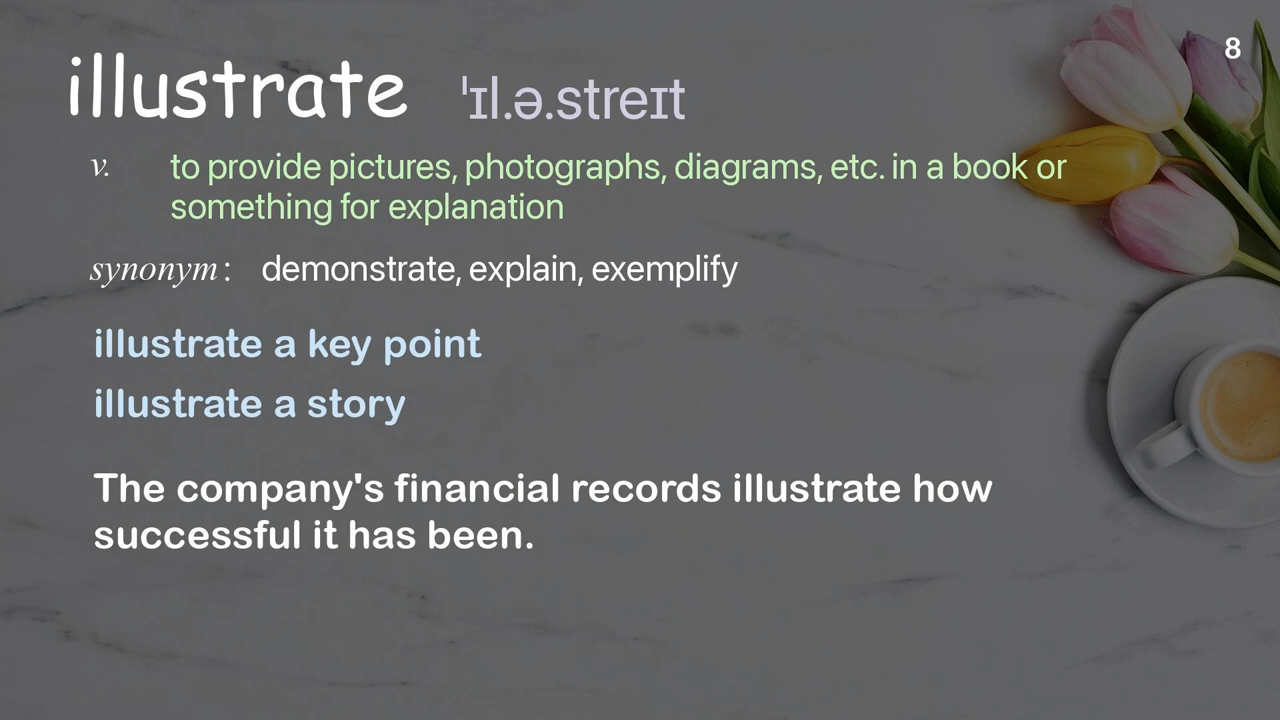 8
illustrate ˈɪl.ə.streɪt
v. to provide pictures, photographs, diagrams, etc. in a book or
something for explanation
synonym: demonstrate, explain, exemplify
illustrate a key point
illustrate a story
The company's financial records illustrate how
successful it has been.